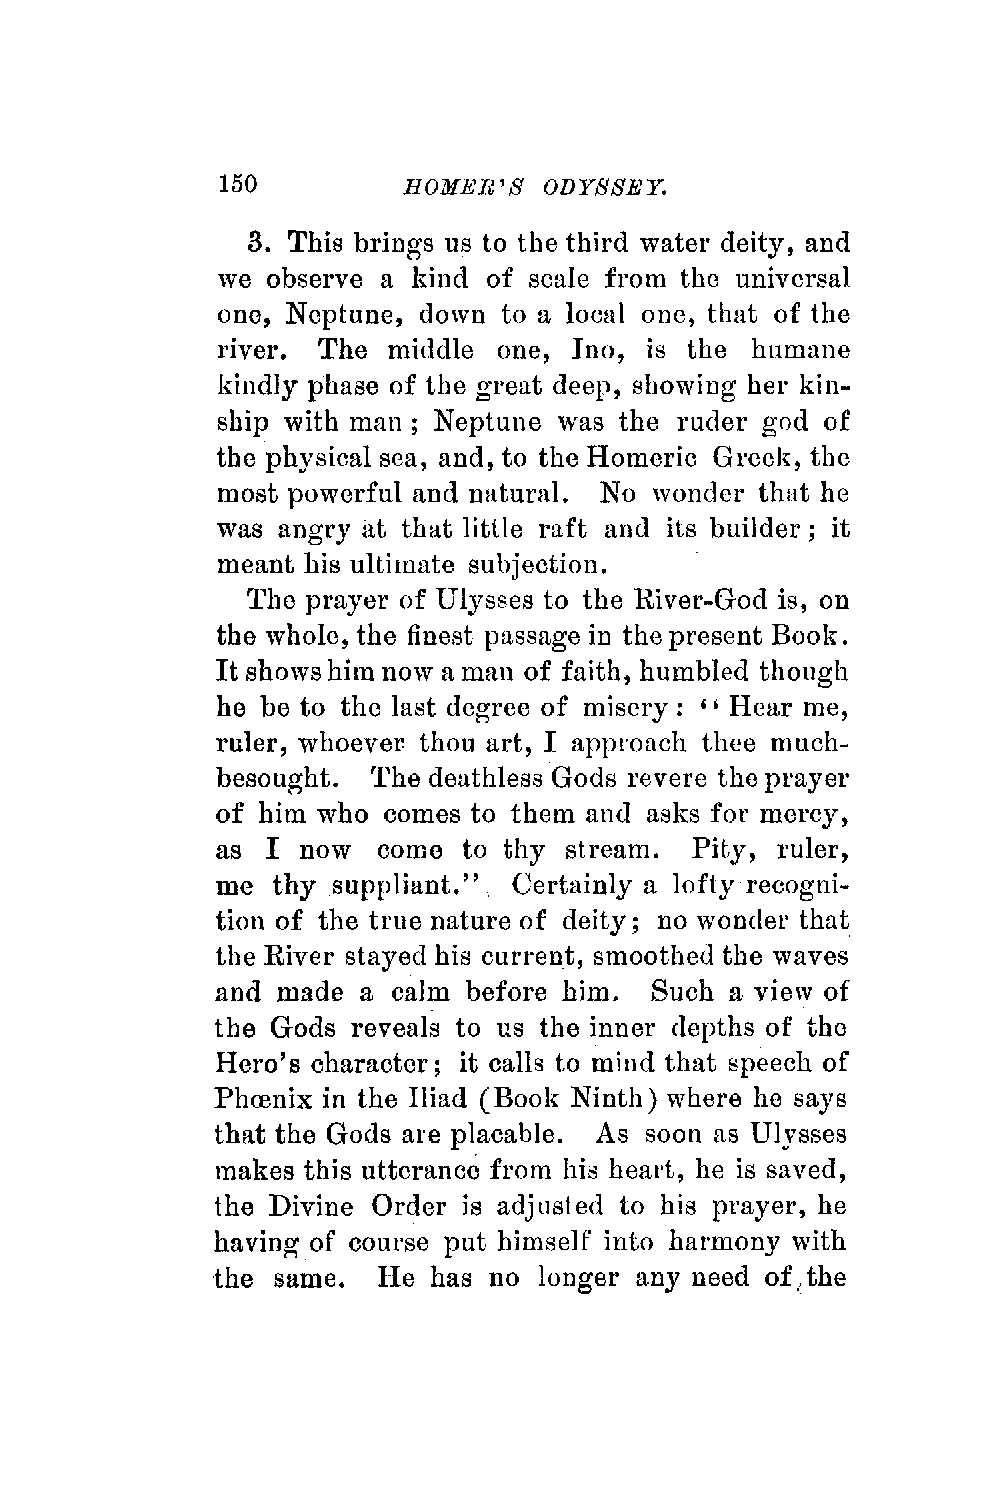 150 HOMER'S ODYSSEY.
3. This brings us to the third water deity, and
we observe a kind of scale from the universal
one, Neptune, down to a local one, that of the
river. The middle one, Ino, is the humane
kindly phase of the great deep, showing her kin-
ship with man; Neptune was the ruder god of
the physical sea, and, to the Homeric Greek, the
most powerful and natural. No wonder that he
was angry at that little raft and its builder; it
meant his ultimate subjection.
The prayer of Ulysses to the River-God is, on
the whole, the finest passage in the present Book.
It shows him now a man of faith, humbled though
he be to the last degree of misery: "Hear me,
ruler, whoever thou art, I approach thee much-
besought. The deathless Gods revere the prayer
of him who comes to them and asks for mercy,
as I now come to thy stream. Pity, ruler,
me thy suppliant." Certainly a lofty recogni-
tion of the true nature of deity; no wonder that
the River stayed his current, smoothed the waves
and made a calm before him. Such a view of
the Gods reveals to us the inner depths of the
Hero's character; it calls to mind that speech of
Phœnix in the Iliad (Book Ninth) where he says
that the Gods are placable. As soon as Ulysses
makes this utterance from his heart, he is saved,
the Divine Order is adjusted to his prayer, he
having of course put himself into harmony with
the same. He has no longer any need of the